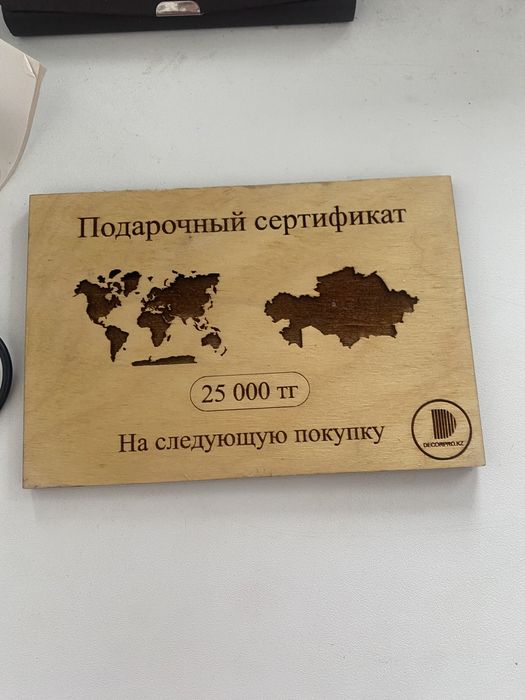 Подарочный сертификат
25 000 тг
На следующую покупку
DECORPRO.KZ